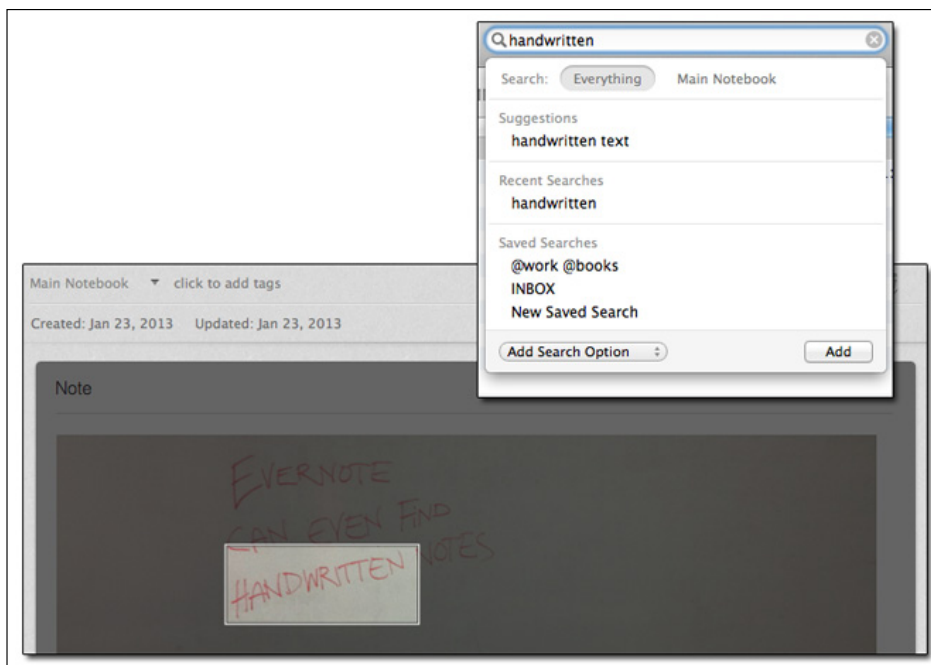 handwritten
Search: Everything Main Notebook
Suggestions
handwritten text
Recent Searches
handwritten
Saved Searches
@work @books
INBOX
New Saved Search
Add Search Option Add
Main Notebook click to add tags
Created: Jan 23, 2013 Updated: Jan 23, 2013
Note
EVERNOTE
CAN EVEN FIND
HANDWRITTEN NOTES